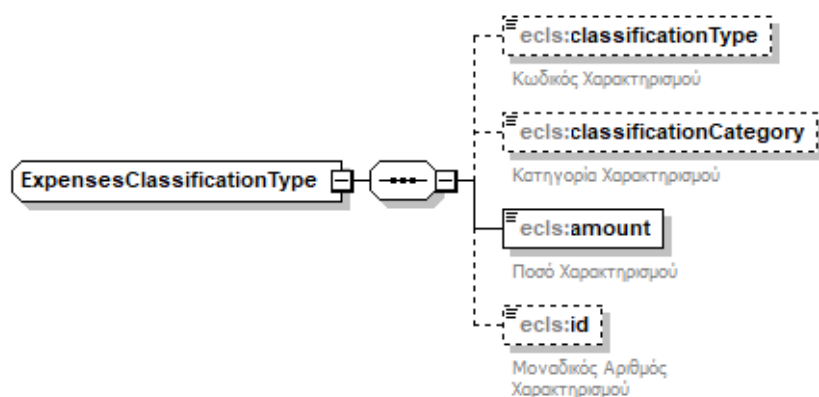 ecls:classificationType
Κωδικός Χαρακτηρισμού
ecls:classificationCategory
Κατηγορία Χαρακτηρισμού
ExpensesClassificationType
ecls:amount
Ποσό Χαρακτηρισμού
ecls:id
Μοναδικός Αριθμός
Χαρακτηρισμού